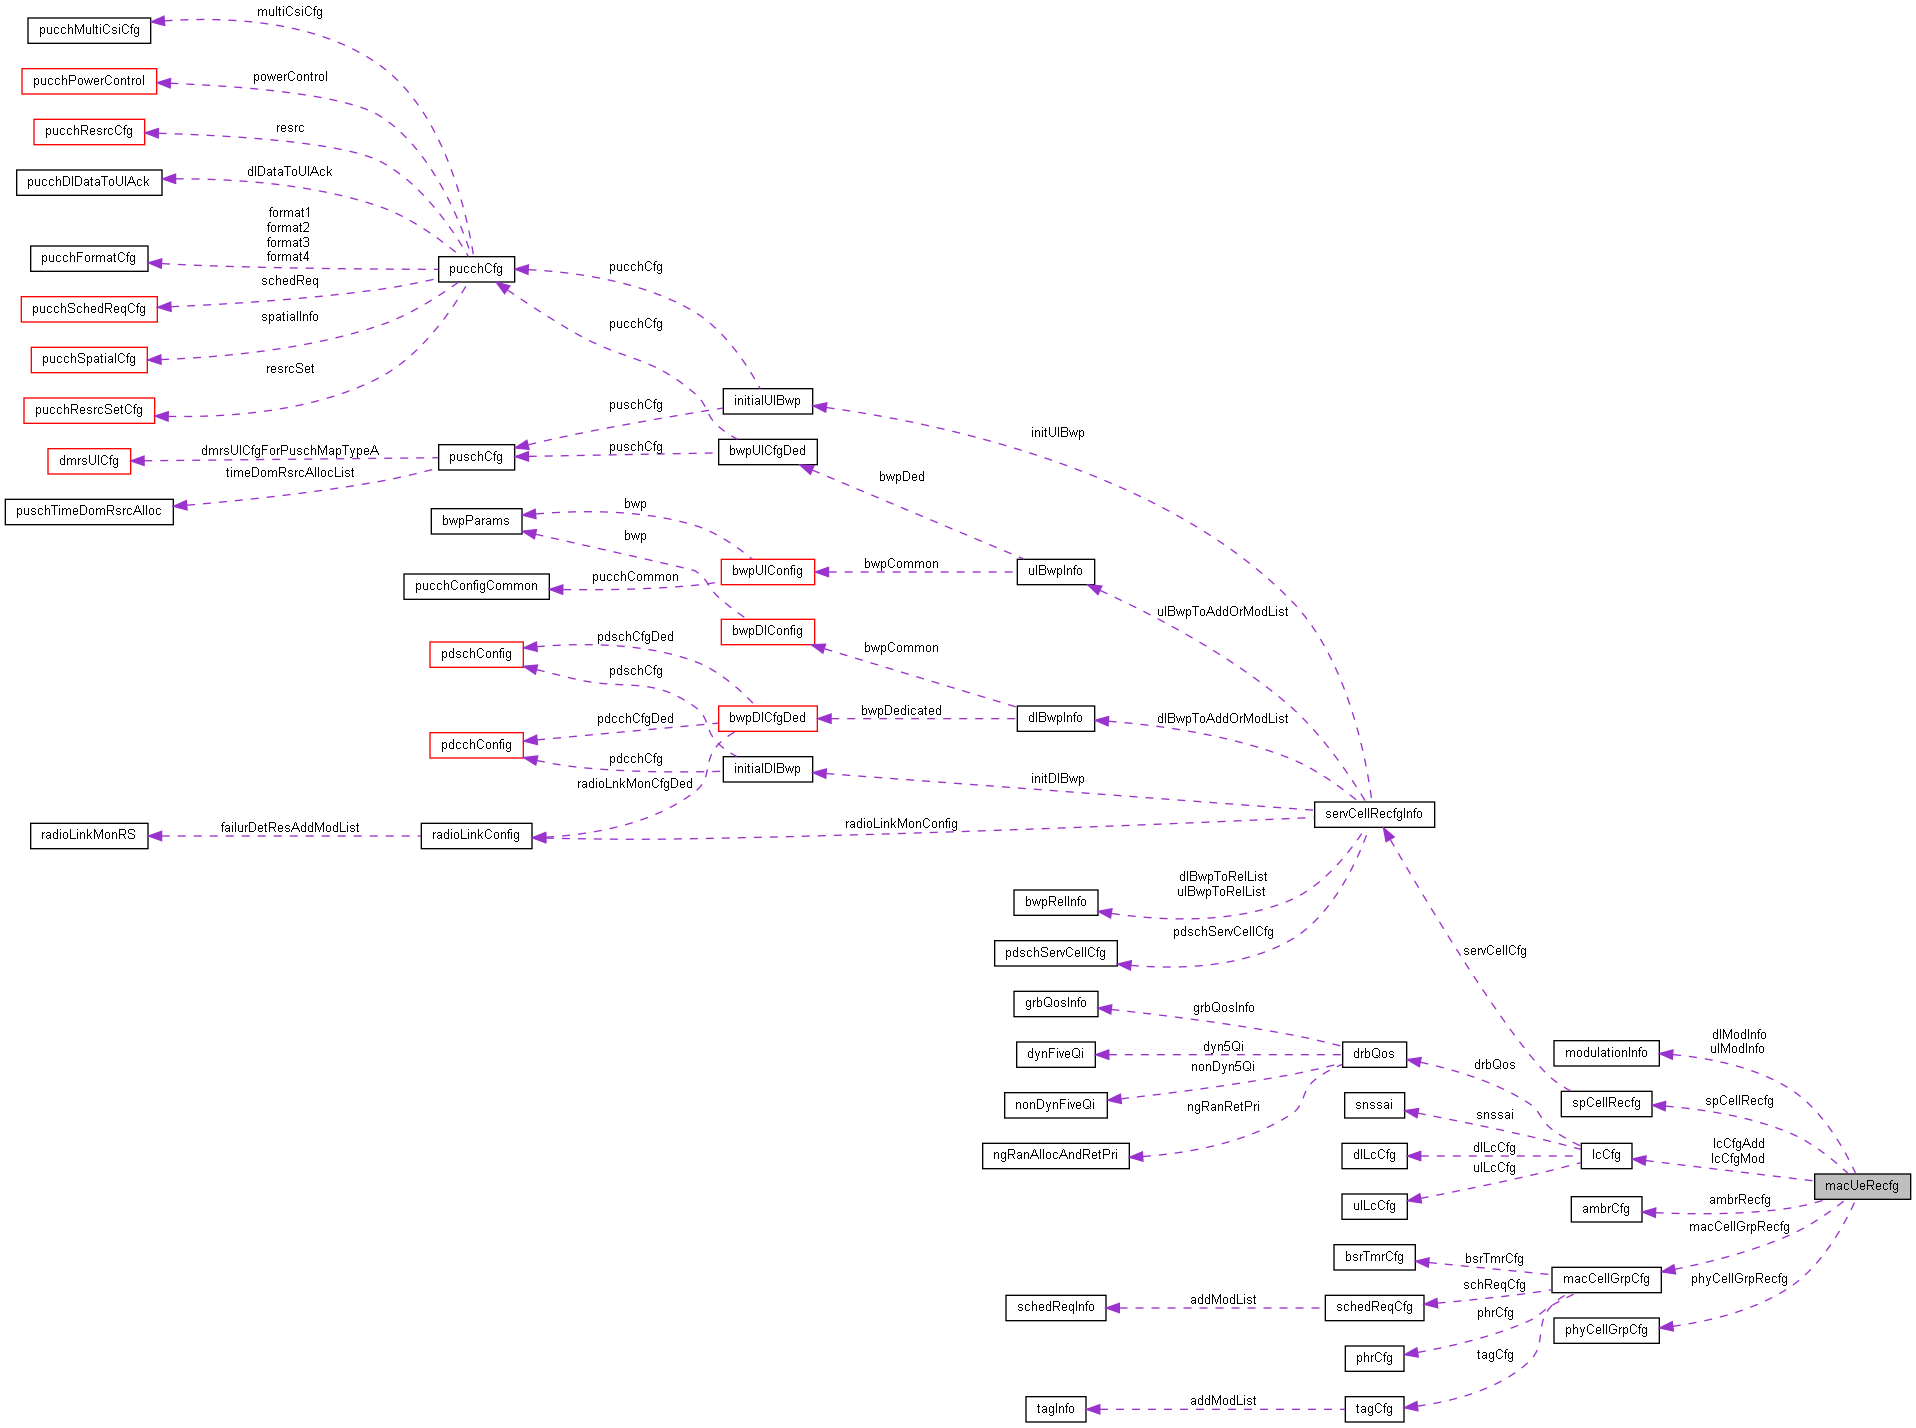 multiCsiCfg
pucchMultiCsiCfg
powerControl
pucchPowerControl
resrc
pucchResrcCfg
dlDataToUlAck
pucchDlDataToUlAck
format1
format2
format3
format4
pucchFormatCfg
pucchCfg
schedReq
pucchSchedReqCfg
spatialInfo
pucchSpatialCfg
resrcSet
pucchResrcSetCfg
pucchCfg
pucchCfg
initialUlBwp
puschCfg
puschCfg
bwpUlCfgDed
puschCfg
dmrsUlCfgForPuschMapTypeA
dmrsUlCfg
timeDomRsrcAllocList
puschTimeDomRsrcAlloc
initUlBwp
bwpDed
bwp
bwpParams
bwp
bwpUlConfig
bwpCommon
ulBwpInfo
pucchCommon
pucchConfigCommon
ulBwpToAddOrModList
bwpDlConfig
bwpCommon
pdschCfgDed
pdschConfig
pdschCfg
bwpDlCfgDed
bwpDedicated
dlBwpInfo
dlBwpToAddOrModList
pdcchCfgDed
pdcchConfig
pdcchCfg
initialDlBwp
initDlBwp
radioLnkMonCfgDed
servCellRecfgInfo
radioLinkMonConfig
radioLinkConfig
failurDetResAddModList
radioLinkMonRS
dlBwpToRelList
ulBwpToRelList
bwpRelInfo
pdschServCellCfg
pdschServCellCfg
servCellCfg
grbQosInfo
grbQosInfo
dyn5Qi
dynFiveQi
nonDyn5Qi
nonDynFiveQi
ngRanRetPri
ngRanAllocAndRetPri
drbQos
drbQos
modulationInfo
dlModInfo
ulModInfo
spCellRecfg
spCellRecfg
snssai
snssai
dlLcCfg
dlLcCfg
ulLcCfg
ulLcCfg
lcCfg
lcCfgAdd
lcCfgMod
macUeRecfg
ambrCfg
ambrRecfg
macCellGrpRecfg
bsrTmrCfg
bsrTmrCfg
macCellGrpCfg
phyCellGrpRecfg
schReqCfg
schedReqCfg
addModList
schedReqInfo
phrCfg
phrCfg
phyCellGrpCfg
tagCfg
tagCfg
addModList
tagInfo